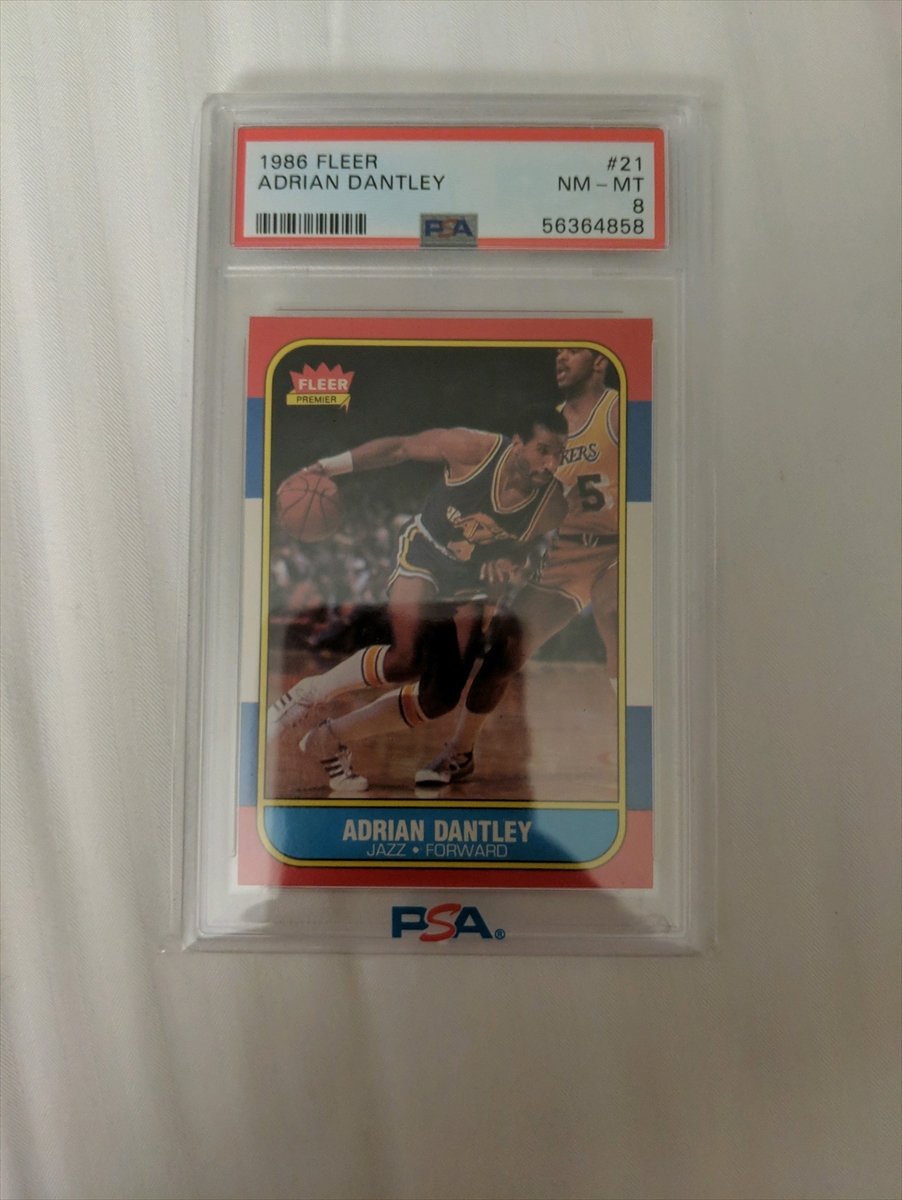 1986 FLEER #21
ADRIAN DANTLEY NM - MT
8
PSA 56364858
FLEER
PREMIER
KERS
5
4
ADRIAN DANTLEY
JAZZ • FORWARD
PSA®